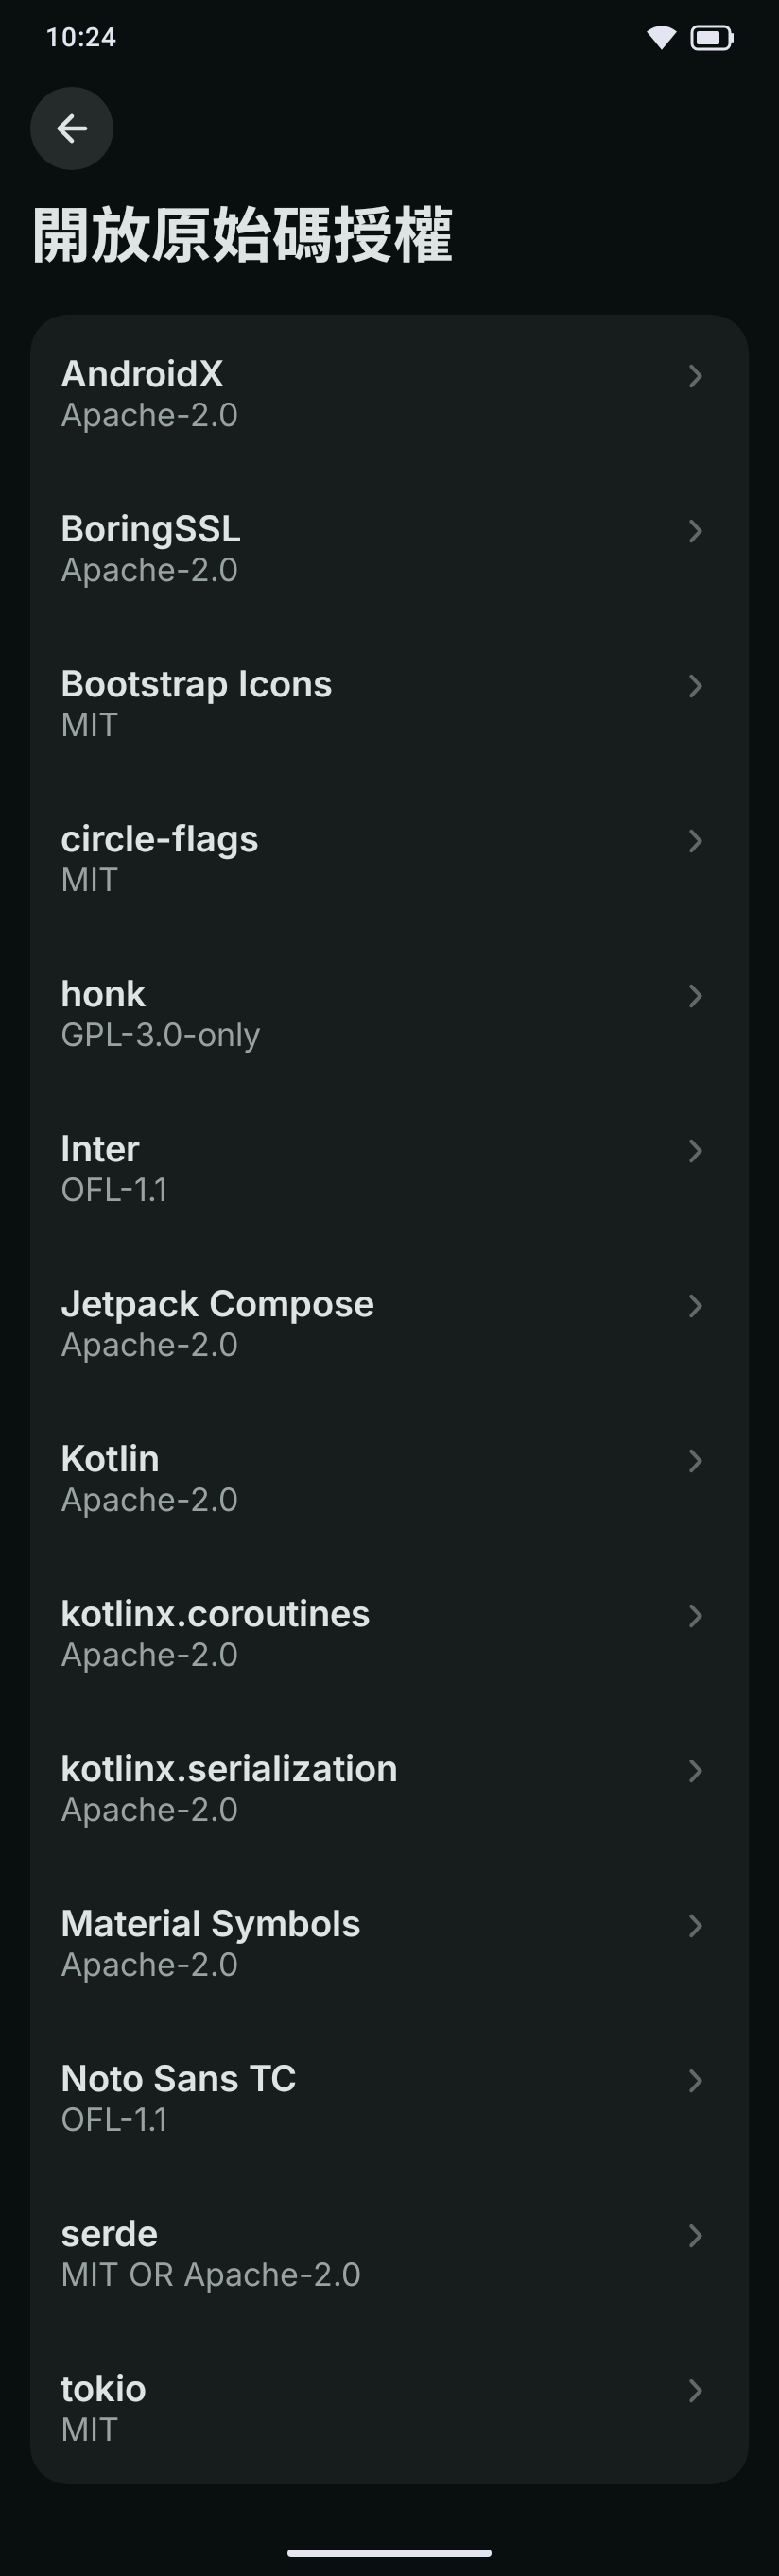 10:24
開放原始碼授權
AndroidX
Apache-2.0
BoringSSL
Apache-2.0
Bootstrap Icons
MIT
circle-flags
MIT
honk
GPL-3.0-only
Inter
OFL-1.1
Jetpack Compose
Apache-2.0
Kotlin
Apache-2.0
kotlinx.coroutines
Apache-2.0
kotlinx.serialization
Apache-2.0
Material Symbols
Apache-2.0
Noto Sans TC
OFL-1.1
serde
MIT OR Apache-2.0
tokio
MIT